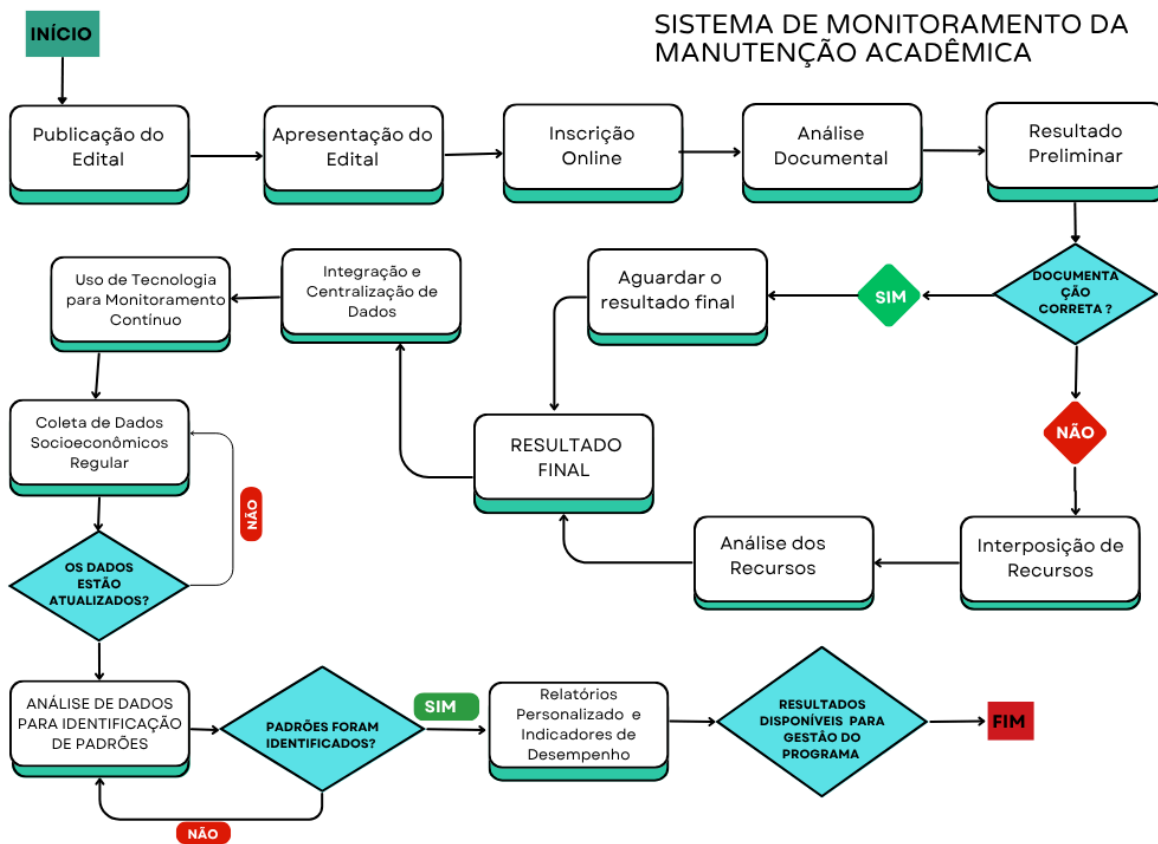 INÍCIO
SISTEMA DE MONITORAMENTO DA
MANUTENÇÃO ACADÊMICA
Publicação do
Edital
Apresentação do
Edital
Inscrição
Online
Análise
Documental
Resultado
Preliminar
DOCUMENTA
ÇÃO
CORRETA ?
SIM
Aguardar o
resultado final
Integração e
Centralização de
Dados
Uso de Tecnologia
para Monitoramento
Contínuo
NÃO
Interposição de
Recursos
Análise dos
Recursos
RESULTADO
FINAL
Coleta de Dados
Socioeconômicos
Regular
NÃO
OS DADOS
ESTÃO
ATUALIZADOS?
ANÁLISE DE DADOS
PARA IDENTIFICAÇÃO
DE PADRÕES
PADRÕES FORAM
IDENTIFICADOS?
NÃO
SIM
Relatórios
Personalizado e
Indicadores de
Desempenho
RESULTADOS
DISPONÍVEIS PARA
GESTÂO DO
PROGRAMA
FIM